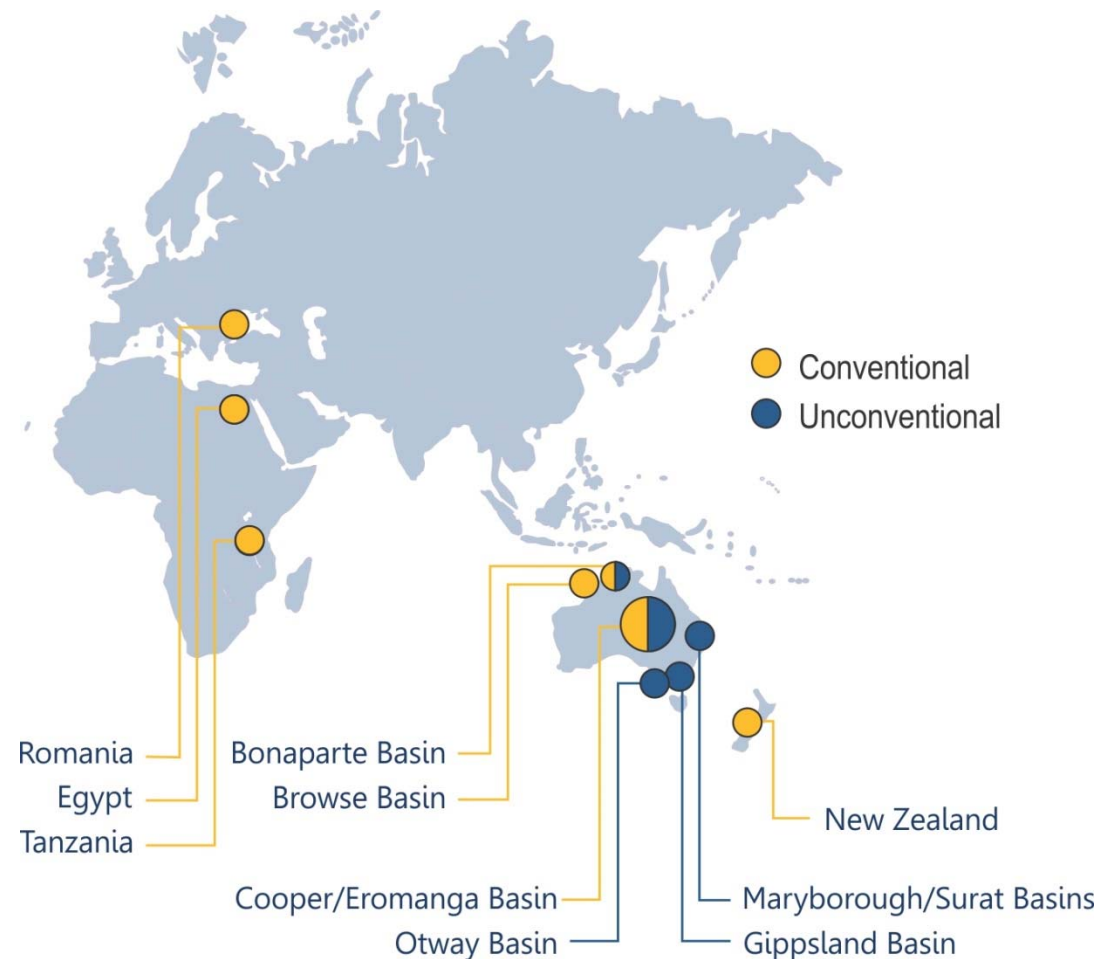 Conventional
Unconventional
Romania
Egypt
Tanzania
Bonaparte Basin
Browse Basin
New Zealand
Cooper/Eromanga Basin
Otway Basin
Maryborough/Surat Basins
Gippsland Basin